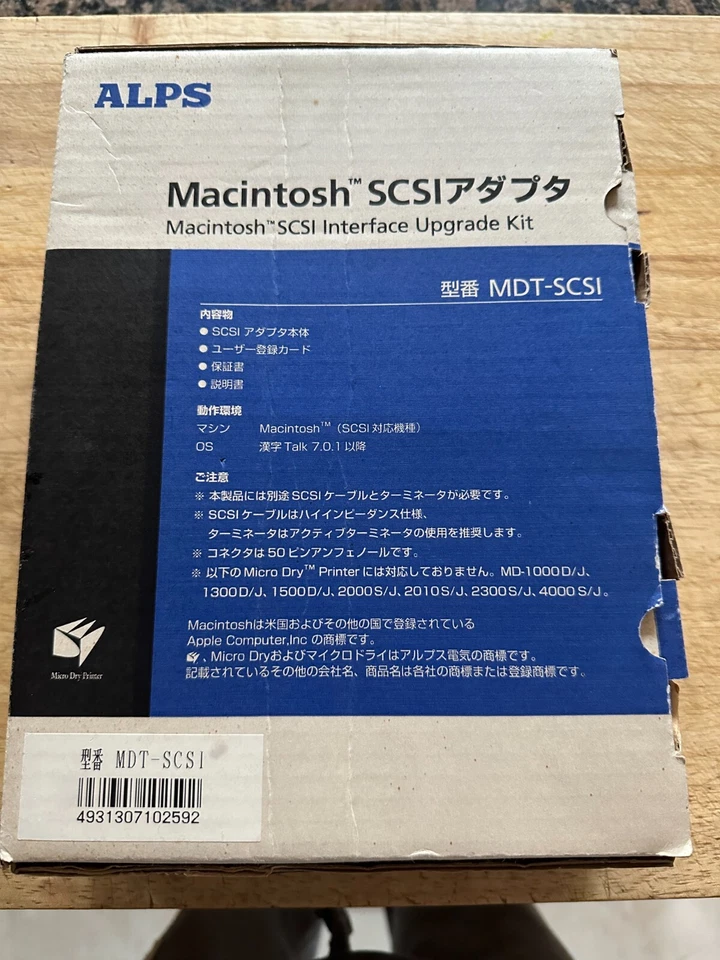 ALPS
Macintosh™ SCSIアダプタ
Macintosh™SCSI Interface Upgrade Kit
型番 MDT-SCSI
内容物
● SCSI アダプタ本体
● ユーザー登録カード
● 保証書
● 説明書
動作環境
マシン Macintosh™（SCSI 対応機種）
OS 漢字 Talk 7.0.1 以降
ご注意
※ 本製品には別途 SCSI ケーブルとターミネータが必要です。
※ SCSI ケーブルはハイインピーダンス仕様、
ターミネータはアクティブターミネータの使用を推奨します。
※ コネクタは 50 ピンアンフェノールです。
※ 以下の Micro Dry™ Printer には対応しておりません。MD-1000D/J、
1300D/J、1500D/J、2000S/J、2010S/J、2300S/J、4000S/J。
Macintoshは米国およびその他の国で登録されている
Apple Computer,Inc の商標です。
、Micro Dryおよびマイクロドライはアルプス電気の商標です。
記載されているその他の会社名、商品名は各社の商標または登録商標です。
Micro Dry Printer
型番 MDT-SCSI
4931307102592